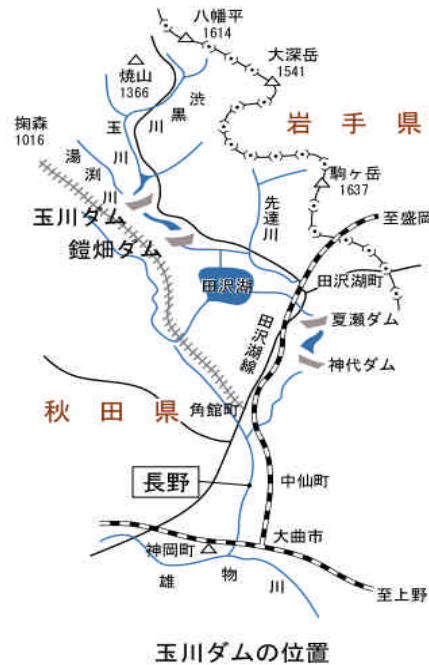 八幡平
1614
大深岳
1541
焼山
1366
渋黒川
玉川
岩手県
掬森
1016
湯渕川
駒ヶ岳
1637
先達川
至盛岡
玉川ダム
鎧畑ダム
田沢湖
田沢湖町
夏瀬ダム
田沢湖線
神代ダム
秋田県
角館町
長野
中仙町
大曲市
神岡町
雄物川
至上野
玉川ダムの位置